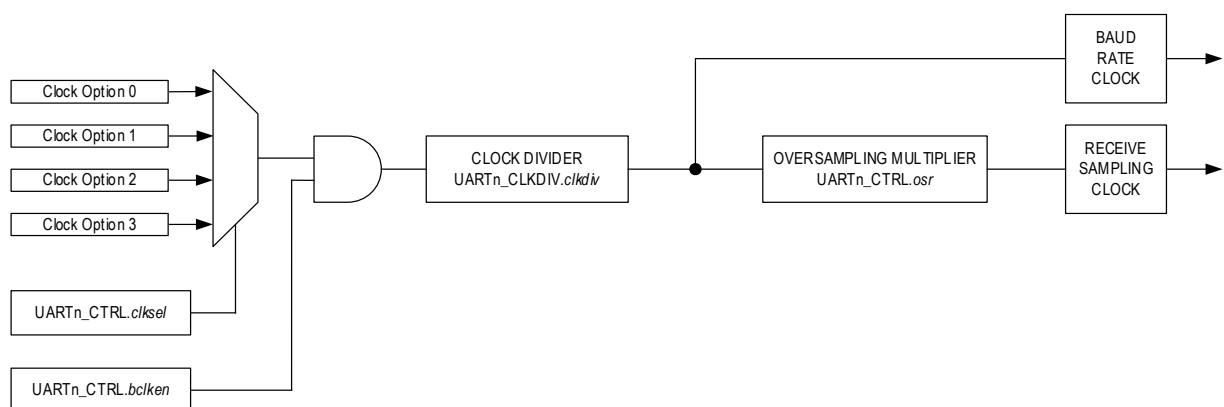 BAUD
RATE
CLOCK
Clock Option 0
Clock Option 1
Clock Option 2
Clock Option 3
CLOCK DIVIDER
UARTn_CLKDIV.clkdiv
OVERSAMPLING MULTIPLIER
UARTn_CTRL.osr
RECEIVE
SAMPLING
CLOCK
UARTn_CTRL.clksel
UARTn_CTRL.bclken